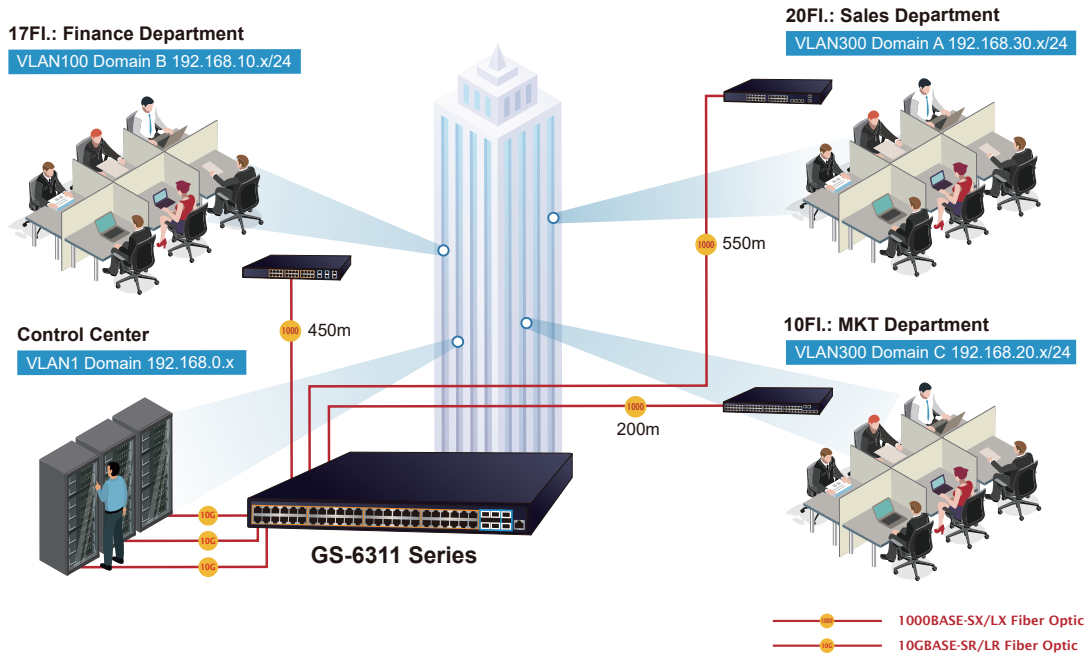 17Fl.: Finance Department
VLAN100 Domain B 192.168.10.x/24
20Fl.: Sales Department
VLAN300 Domain A 192.168.30.x/24
1000
550m
1000
450m
Control Center
VLAN1 Domain 192.168.0.x
10Fl.: MKT Department
VLAN300 Domain C 192.168.20.x/24
1000
200m
10G
10G
10G
GS-6311 Series
1000
1000BASE-SX/LX Fiber Optic
10G
10GBASE-SR/LR Fiber Optic